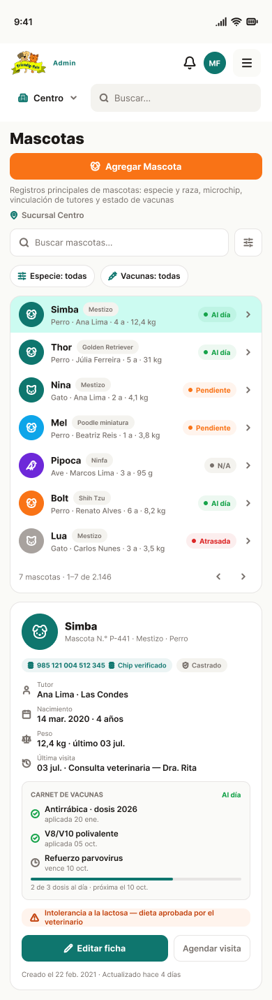 9:41
Friendly-Pets
Admin
MF
Centro
Buscar...
Mascotas
Agregar Mascota
Registros principales de mascotas: especie y raza, microchip,
vinculación de tutores y estado de vacunas
Sucursal Centro
Buscar mascotas...
Especie: todas
Vacunas: todas
Simba Mestizo
Perro · Ana Lima · 4 a · 12,4 kg
Al día
Thor Golden Retriever
Perro · Júlia Ferreira · 5 a · 31 kg
Al día
Nina Mestizo
Gato · Ana Lima · 2 a · 4,1 kg
Pendiente
Mel Poodle miniatura
Perro · Beatriz Reis · 1 a · 3,8 kg
Pendiente
Pipoca Ninfa
Ave · Marcos Lima · 3 a · 95 g
N/A
Bolt Shih Tzu
Perro · Renato Alves · 6 a · 8,2 kg
Al día
Lua Mestizo
Gato · Carlos Nunes · 3 a · 3,5 kg
Atrasada
7 mascotas · 1–7 de 2.146
Simba
Mascota N.° P-441 · Mestizo · Perro
985 121 004 512 345 Chip verificado
Castrado
Tutor
Ana Lima · Las Condes
Nacimiento
14 mar. 2020 · 4 años
Peso
12,4 kg · último 03 jul.
Última visita
03 jul. · Consulta veterinaria — Dra. Rita
CARNET DE VACUNAS
Al día
Antirrábica · dosis 2026
aplicada 20 ene.
V8/V10 polivalente
aplicada 05 oct.
Refuerzo parvovirus
vence 10 oct.
2 de 3 dosis al día · próxima el 10 oct.
Intolerancia a la lactosa — dieta aprobada por el
veterinario
Editar ficha
Agendar visita
Creado el 22 feb. 2021 · Actualizado hace 4 días